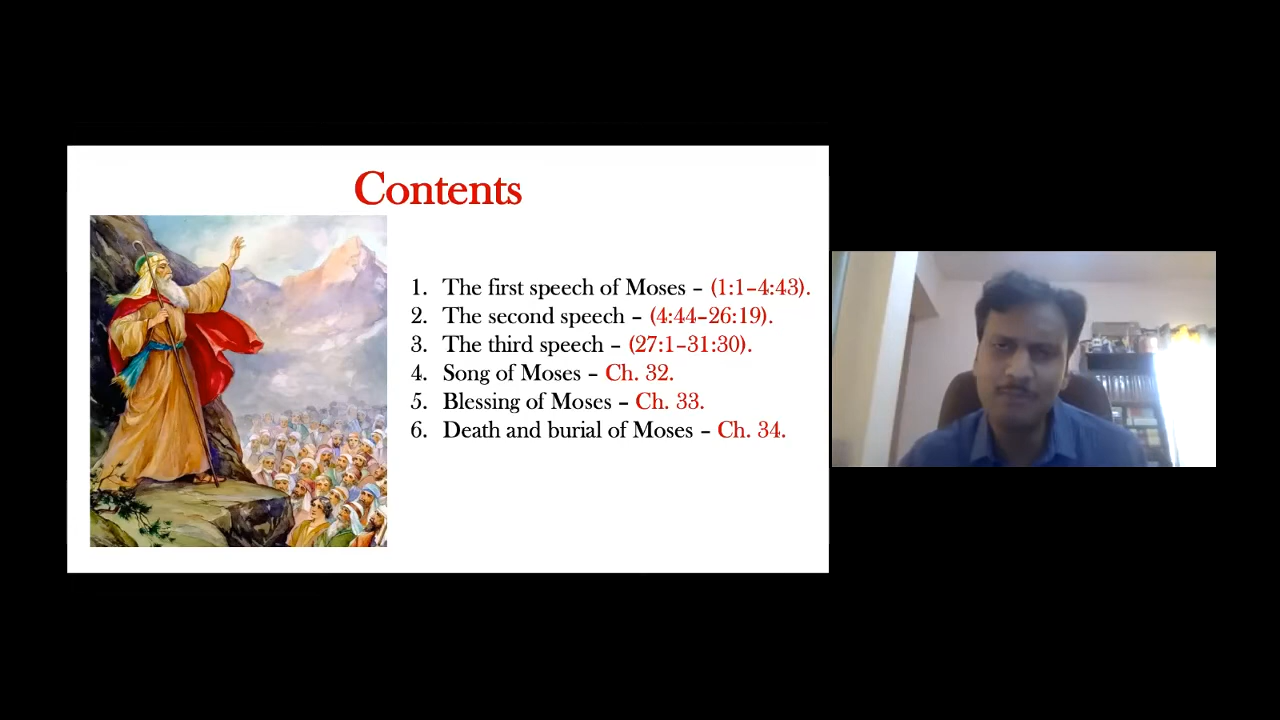 Contents
1. The first speech of Moses – (1:1–4:43).
2. The second speech – (4:44–26:19).
3. The third speech – (27:1–31:30).
4. Song of Moses – Ch. 32.
5. Blessing of Moses – Ch. 33.
6. Death and burial of Moses – Ch. 34.